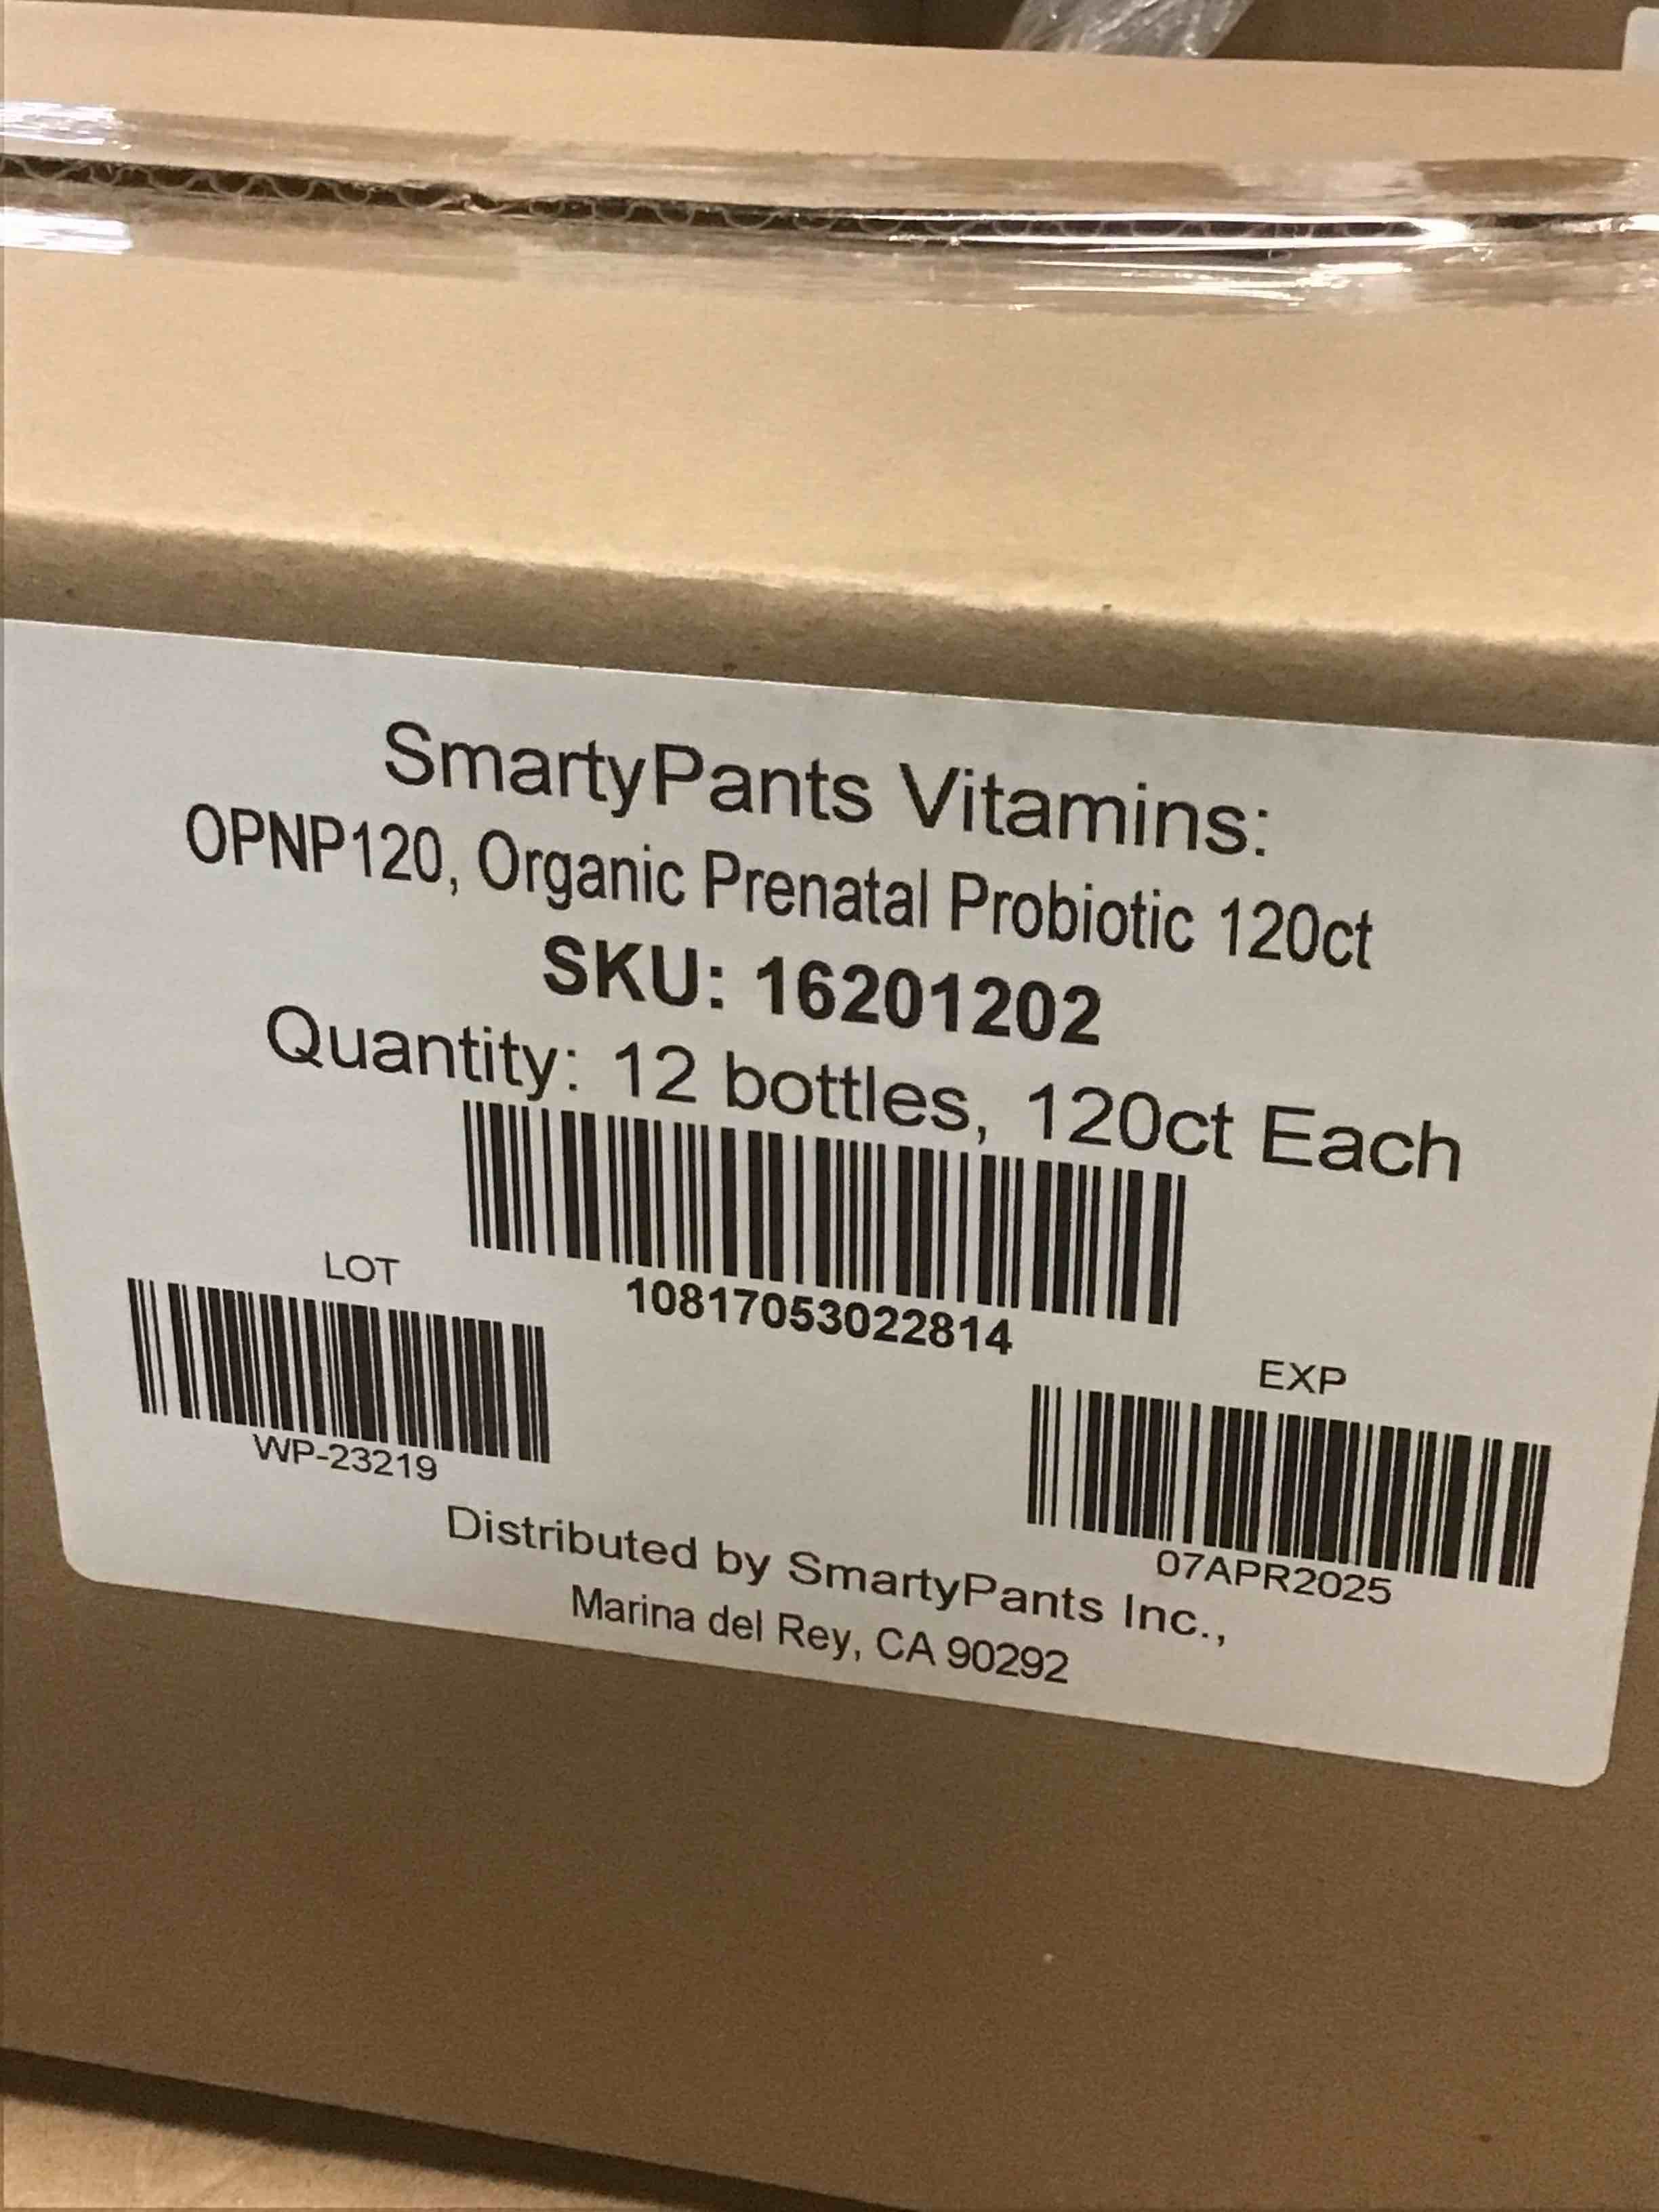 SmartyPants Vitamins:
OPNP120, Organic Prenatal Probiotic 120ct
SKU: 16201202
Quantity: 12 bottles, 120ct Each
10817053022814
LOT
WP-23219
EXP
07APR2025
Distributed by SmartyPants Inc.,
Marina del Rey, CA 90292